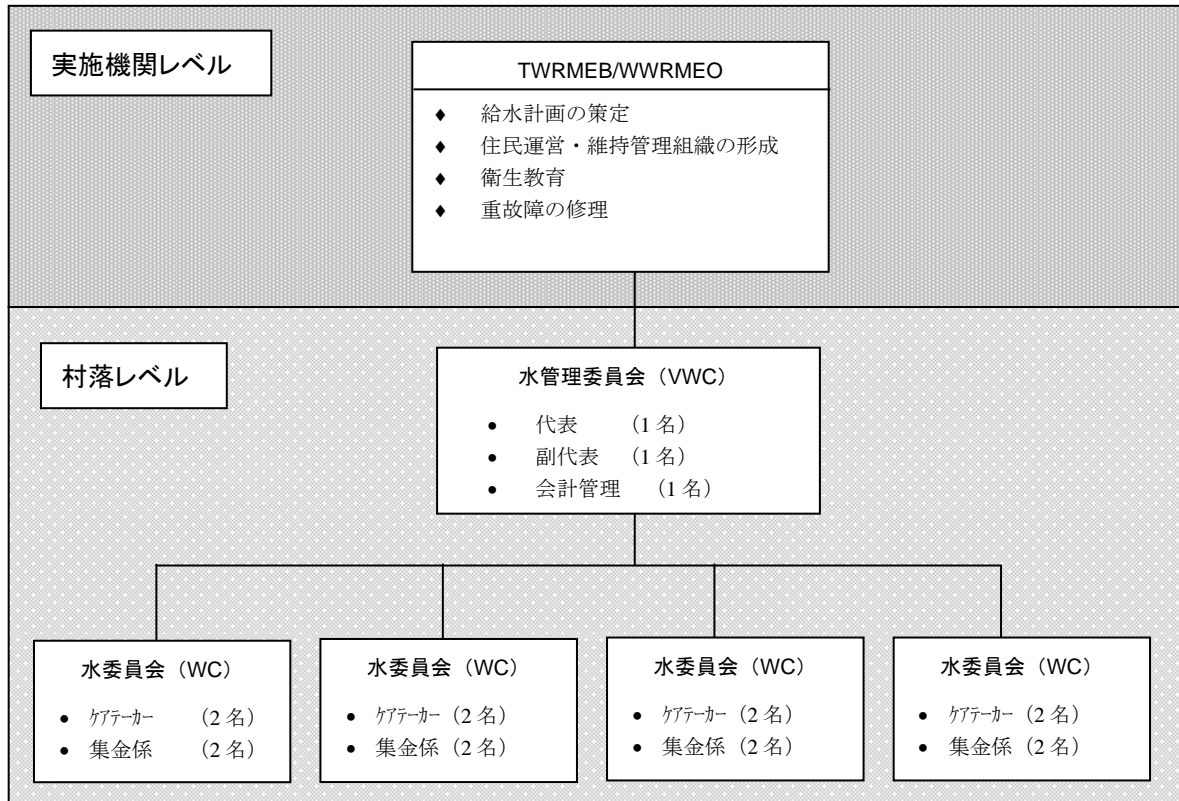 実施機関レベル
TWRMEB/WWRMEO
♦ 給水計画の策定
♦ 住民運営・維持管理組織の形成
♦ 衛生教育
♦ 重故障の修理
村落レベル
水管理委員会（VWC）
• 代表 （1 名）
• 副代表 （1 名）
• 会計管理 （1 名）
水委員会（WC）
• ｹｱﾃｰｶｰ （2 名）
• 集金係 （2 名）
水委員会（WC）
• ｹｱﾃｰｶｰ（2 名）
• 集金係（2 名）
水委員会（WC）
• ｹｱﾃｰｶｰ（2 名）
• 集金係（2 名）
水委員会（WC）
• ｹｱﾃｰｶｰ（2 名）
• 集金係（2 名）